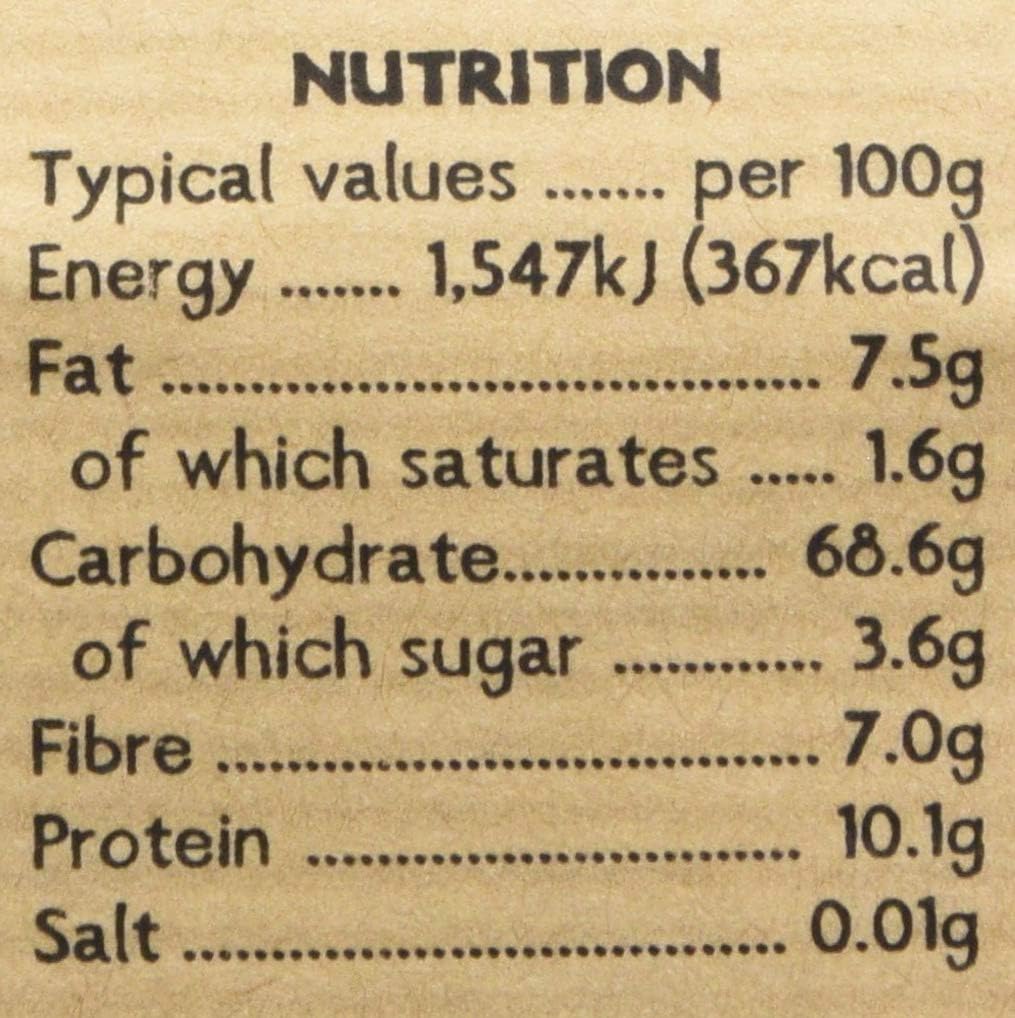 NUTRITION
Typical values ....... per 100g
Energy ....... 1,547kJ (367kcal)
Fat ..................................... 7.5g
of which saturates ..... 1.6g
Carbohydrate............... 68.6g
of which sugar ............ 3.6g
Fibre .................................. 7.0g
Protein ............................ 10.1g
Salt .................................. 0.01g